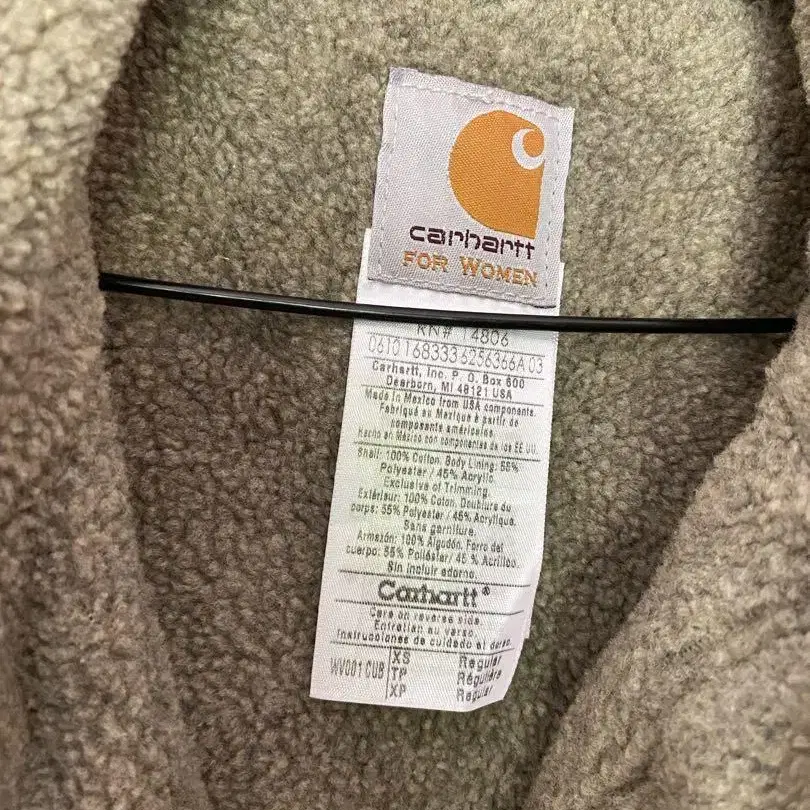 carhartt
FOR WOMEN
RN# 14806
06101683336256366A03
Carhartt, Inc. P.O. Box 600
Dearborn, MI 48121 USA
Made in Mexico from USA components.
Fabriqué au Mexique à partir de
composants américains.
Hecho en México con componentes de los EE UU.
Shell: 100% Cotton. Body Lining: 55%
Polyester / 45% Acrylic
Exclusive of Trimming.
Extérieur: 100% Coton. Doublure du
corps: 55% Polyester / 45% Acrylique.
Sans garniture.
Armazón: 100% Algodón. Forro del
cuerpo: 55% Poliéster/ 45 % Acrílico.
Sin incluir adorno.
Carhartt®
Care on reverse side.
Entretien au verso.
Instrucciones de cuidado al dorso.
WV001 CUB XS Regular
TP Régulière
XP Regular